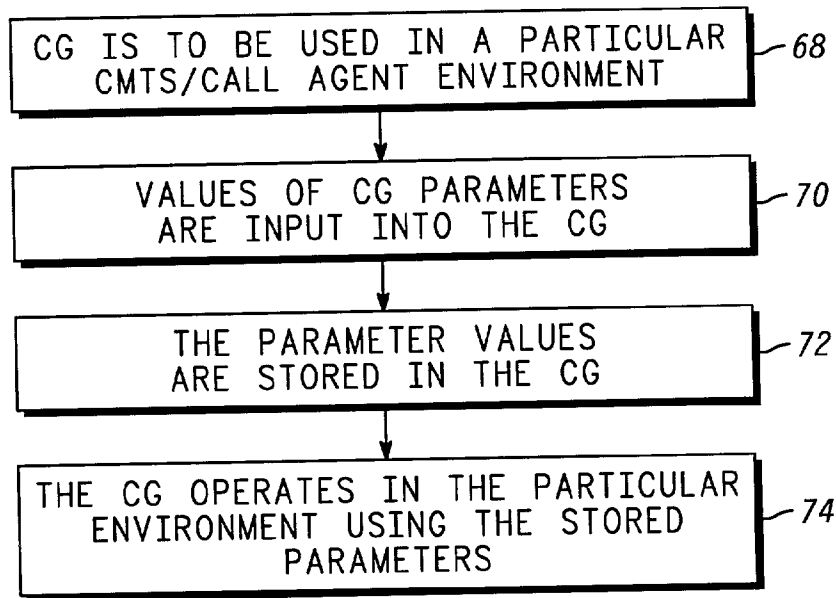 CG IS TO BE USED IN A PARTICULAR
CMTS/CALL AGENT ENVIRONMENT
68
VALUES OF CG PARAMETERS
ARE INPUT INTO THE CG
70
THE PARAMETER VALUES
ARE STORED IN THE CG
72
THE CG OPERATES IN THE PARTICULAR
ENVIRONMENT USING THE STORED
PARAMETERS
74